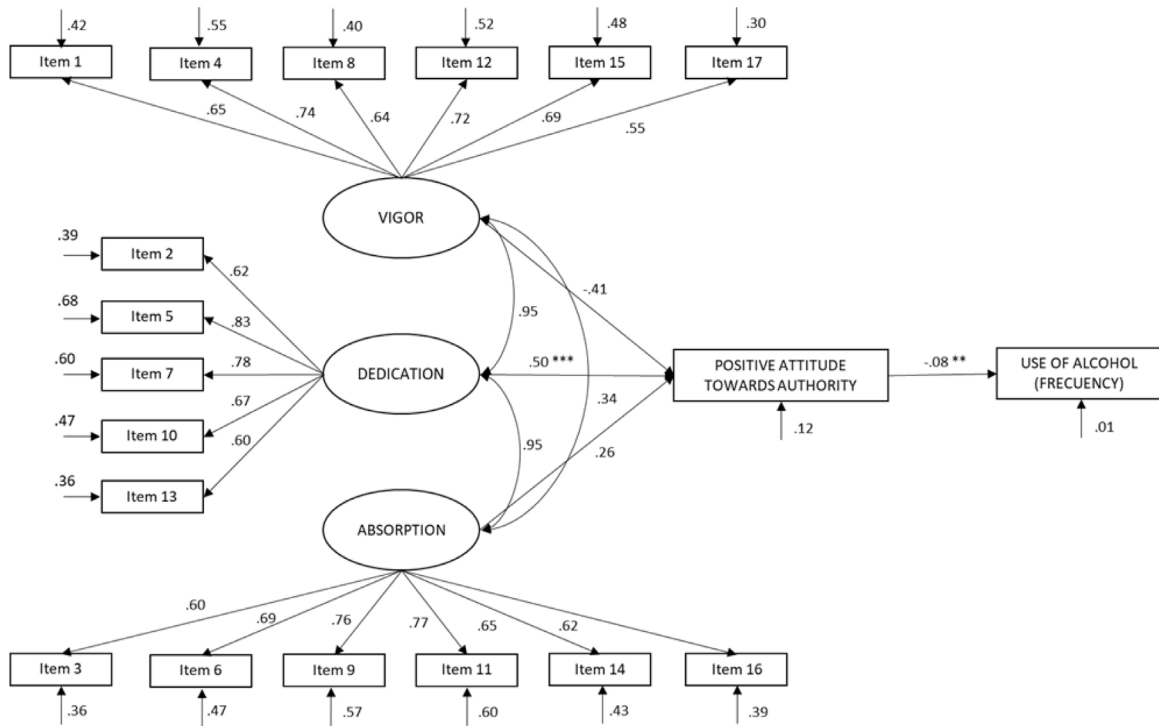 .42 .55 .40 .52 .48 .30
Item 1 Item 4 Item 8 Item 12 Item 15 Item 17
.65 .74 .64 .72 .69 .55
VIGOR
.39
Item 2
.62
.68
Item 5
.83
-.41
.95
.60
Item 7
.78
DEDICATION
.50 ***
POSITIVE ATTITUDE
TOWARDS AUTHORITY
-.08 **
USE OF ALCOHOL
(FRECUENCY)
.47
Item 10
.67
.34
.12
.01
.60
.95
.26
.36
Item 13
ABSORPTION
.60 .69 .76 .77 .65 .62
Item 3 Item 6 Item 9 Item 11 Item 14 Item 16
.36 .47 .57 .60 .43 .39